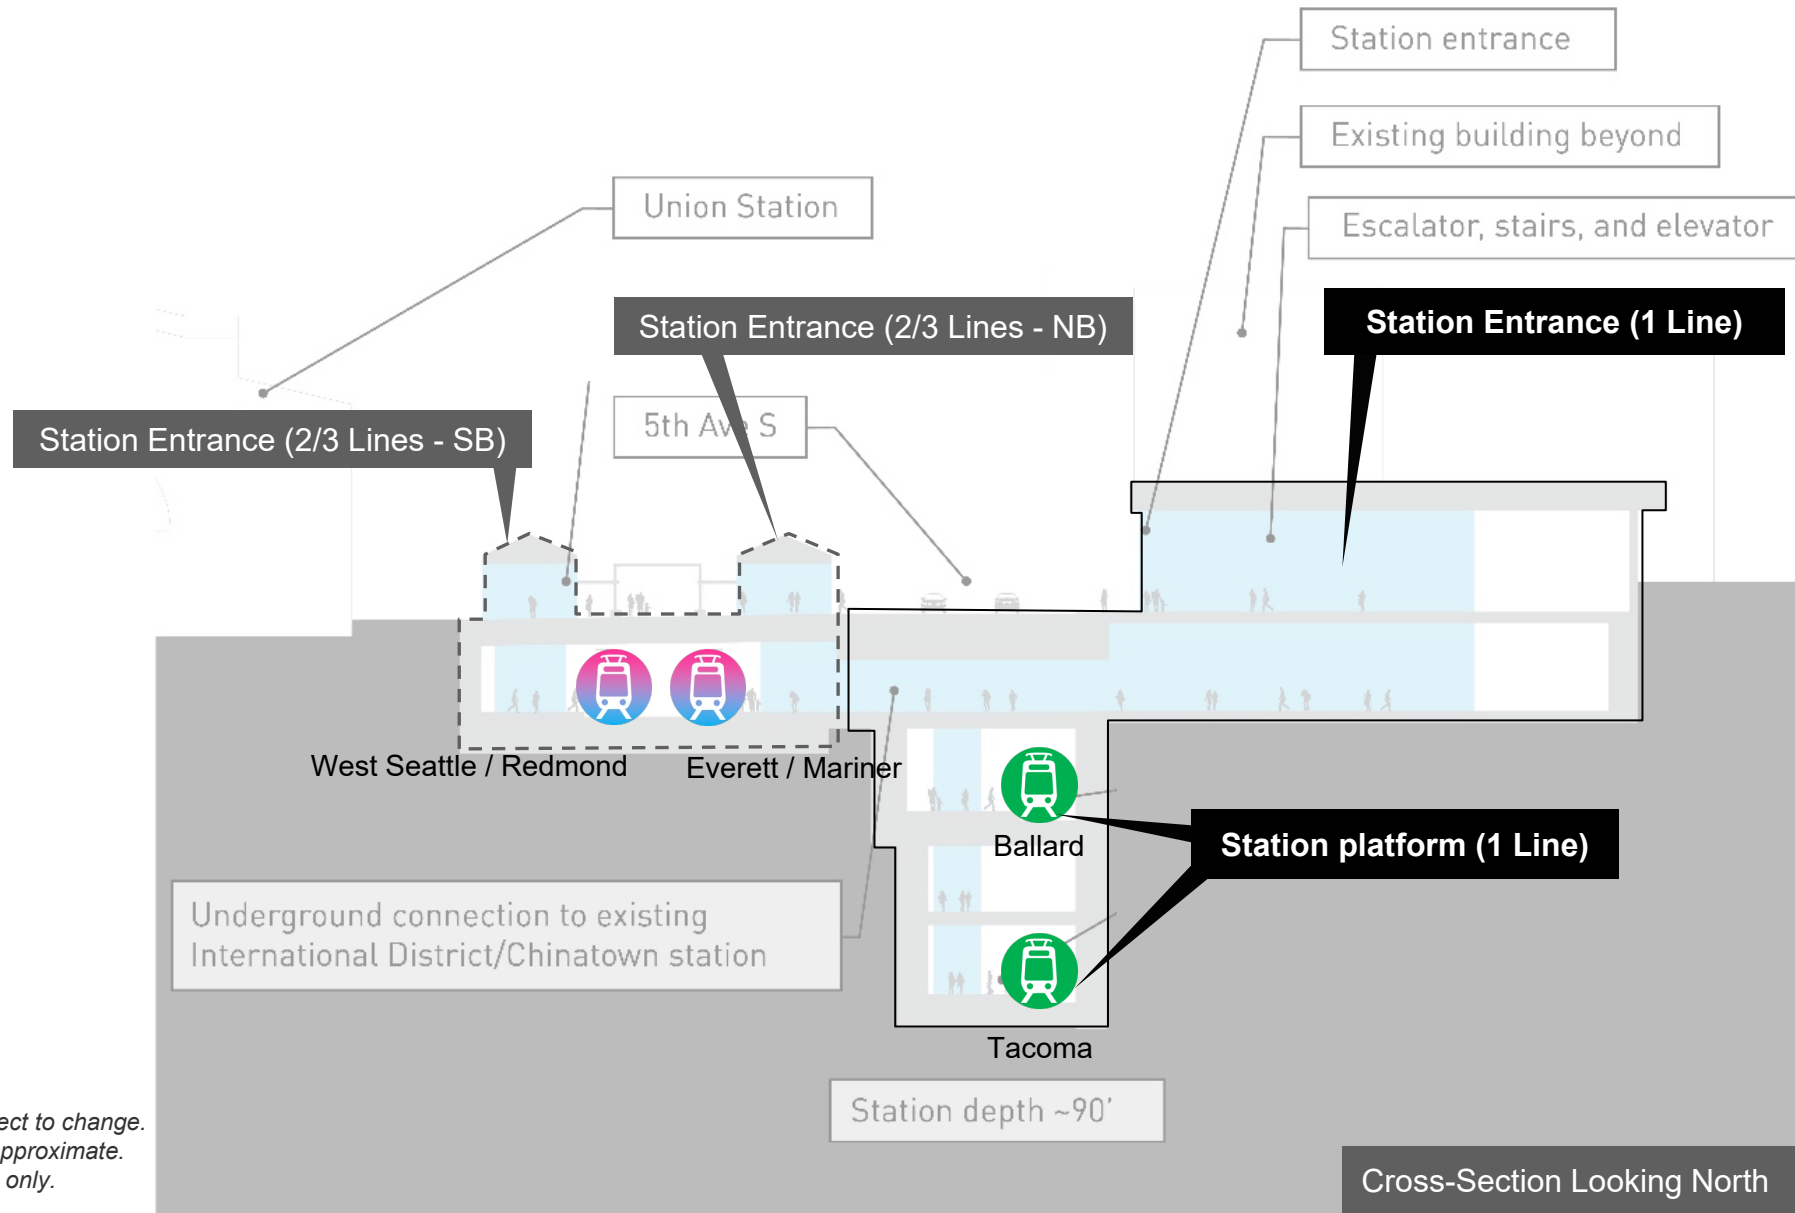 Station entrance
Existing building beyond
Union Station
Escalator, stairs, and elevator
Station Entrance (2/3 Lines - NB)
Station Entrance (1 Line)
Station Entrance (2/3 Lines - SB)
5th Ave S
West Seattle / Redmond
Everett / Mariner
Ballard
Station platform (1 Line)
Underground connection to existing
International District/Chinatown station
Tacoma
Station depth ~90’
to change.
only.
Cross-Section Looking North